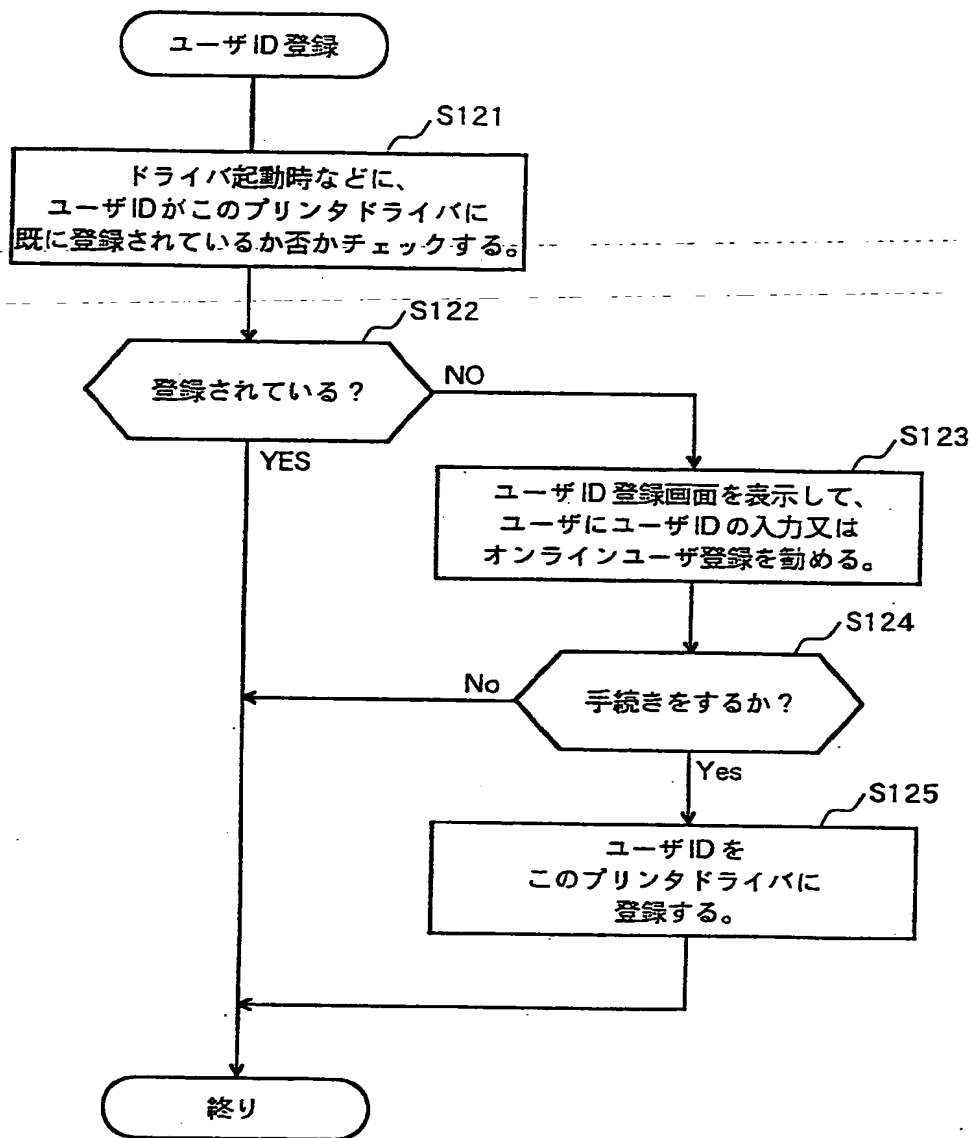 ユーザID登録
S121
ドライバ起動時などに、
ユーザIDがこのプリンタドライバに
既に登録されているか否かチェックする。
S122
登録されている?
NO
YES
S123
ユーザID登録画面を表示して、
ユーザにユーザIDの入力又は
オンラインユーザ登録を勧める。
S124
手続きをするか?
No
Yes
S125
ユーザIDを
このプリンタドライバに
登録する。
終り